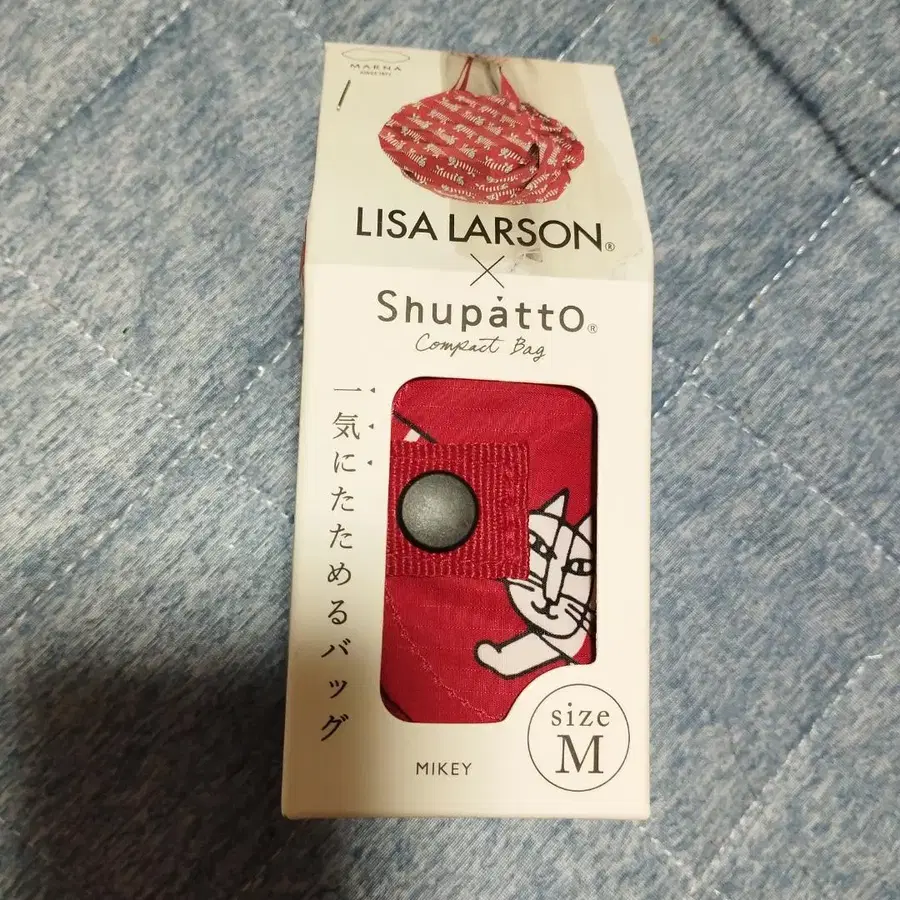 MARNA
LISA LARSON®
×
Shupatto®
Compact Bag
一気にたためるバッグ
size
M
MIKEY